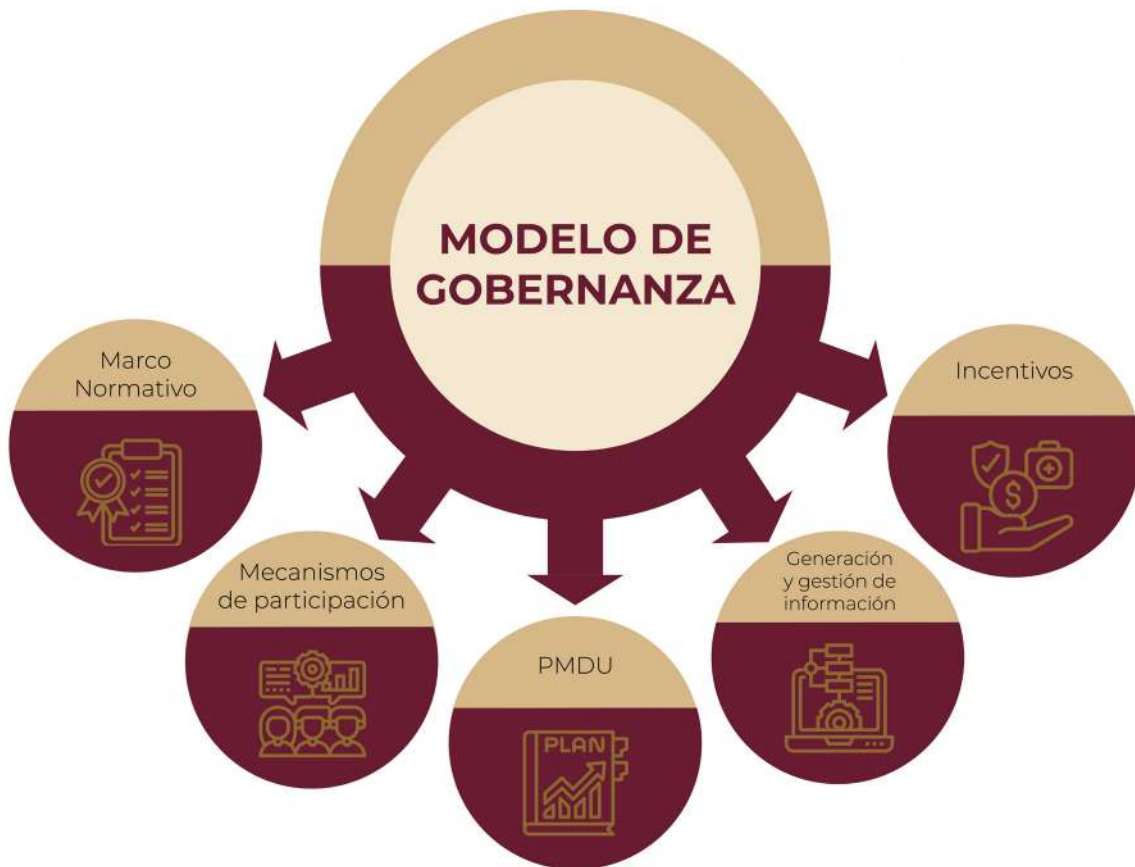 MODELO DE
GOBERNANZA
Marco
Normativo
Incentivos
Mecanismos
de participación
Generación
y gestión de
información
PMDU
PLAN
$